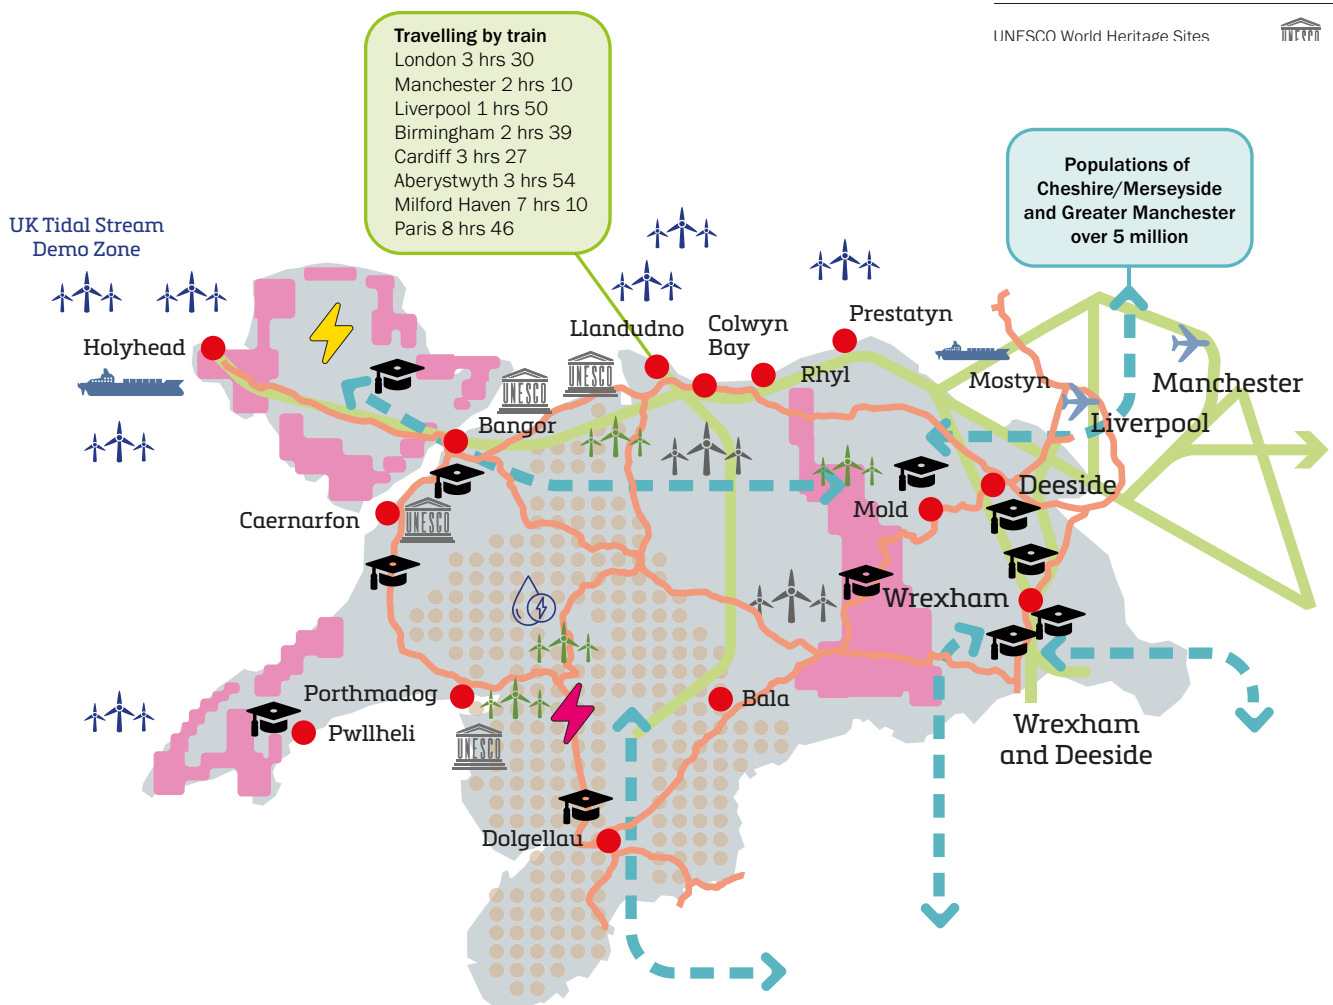 UNESCO World Heritage Sites
Travelling by train
London 3 hrs 30
Manchester 2 hrs 10
Liverpool 1 hrs 50
Birmingham 2 hrs 39
Cardiff 3 hrs 27
Aberystwyth 3 hrs 54
Milford Haven 7 hrs 10
Paris 8 hrs 46
Populations of
Cheshire/Merseyside
and Greater Manchester
over 5 million
UK Tidal Stream
Demo Zone
Holyhead
Llandudno
Colwyn
Bay
Prestatyn
Rhyl
Mostyn
Manchester
Liverpool
UNESCO
UNESCO
Bangor
Deeside
Mold
Caernarfon
UNESCO
Wrexham
Porthmadog
Bala
Pwllheli
UNESCO
Wrexham
and Deeside
Dolgellau